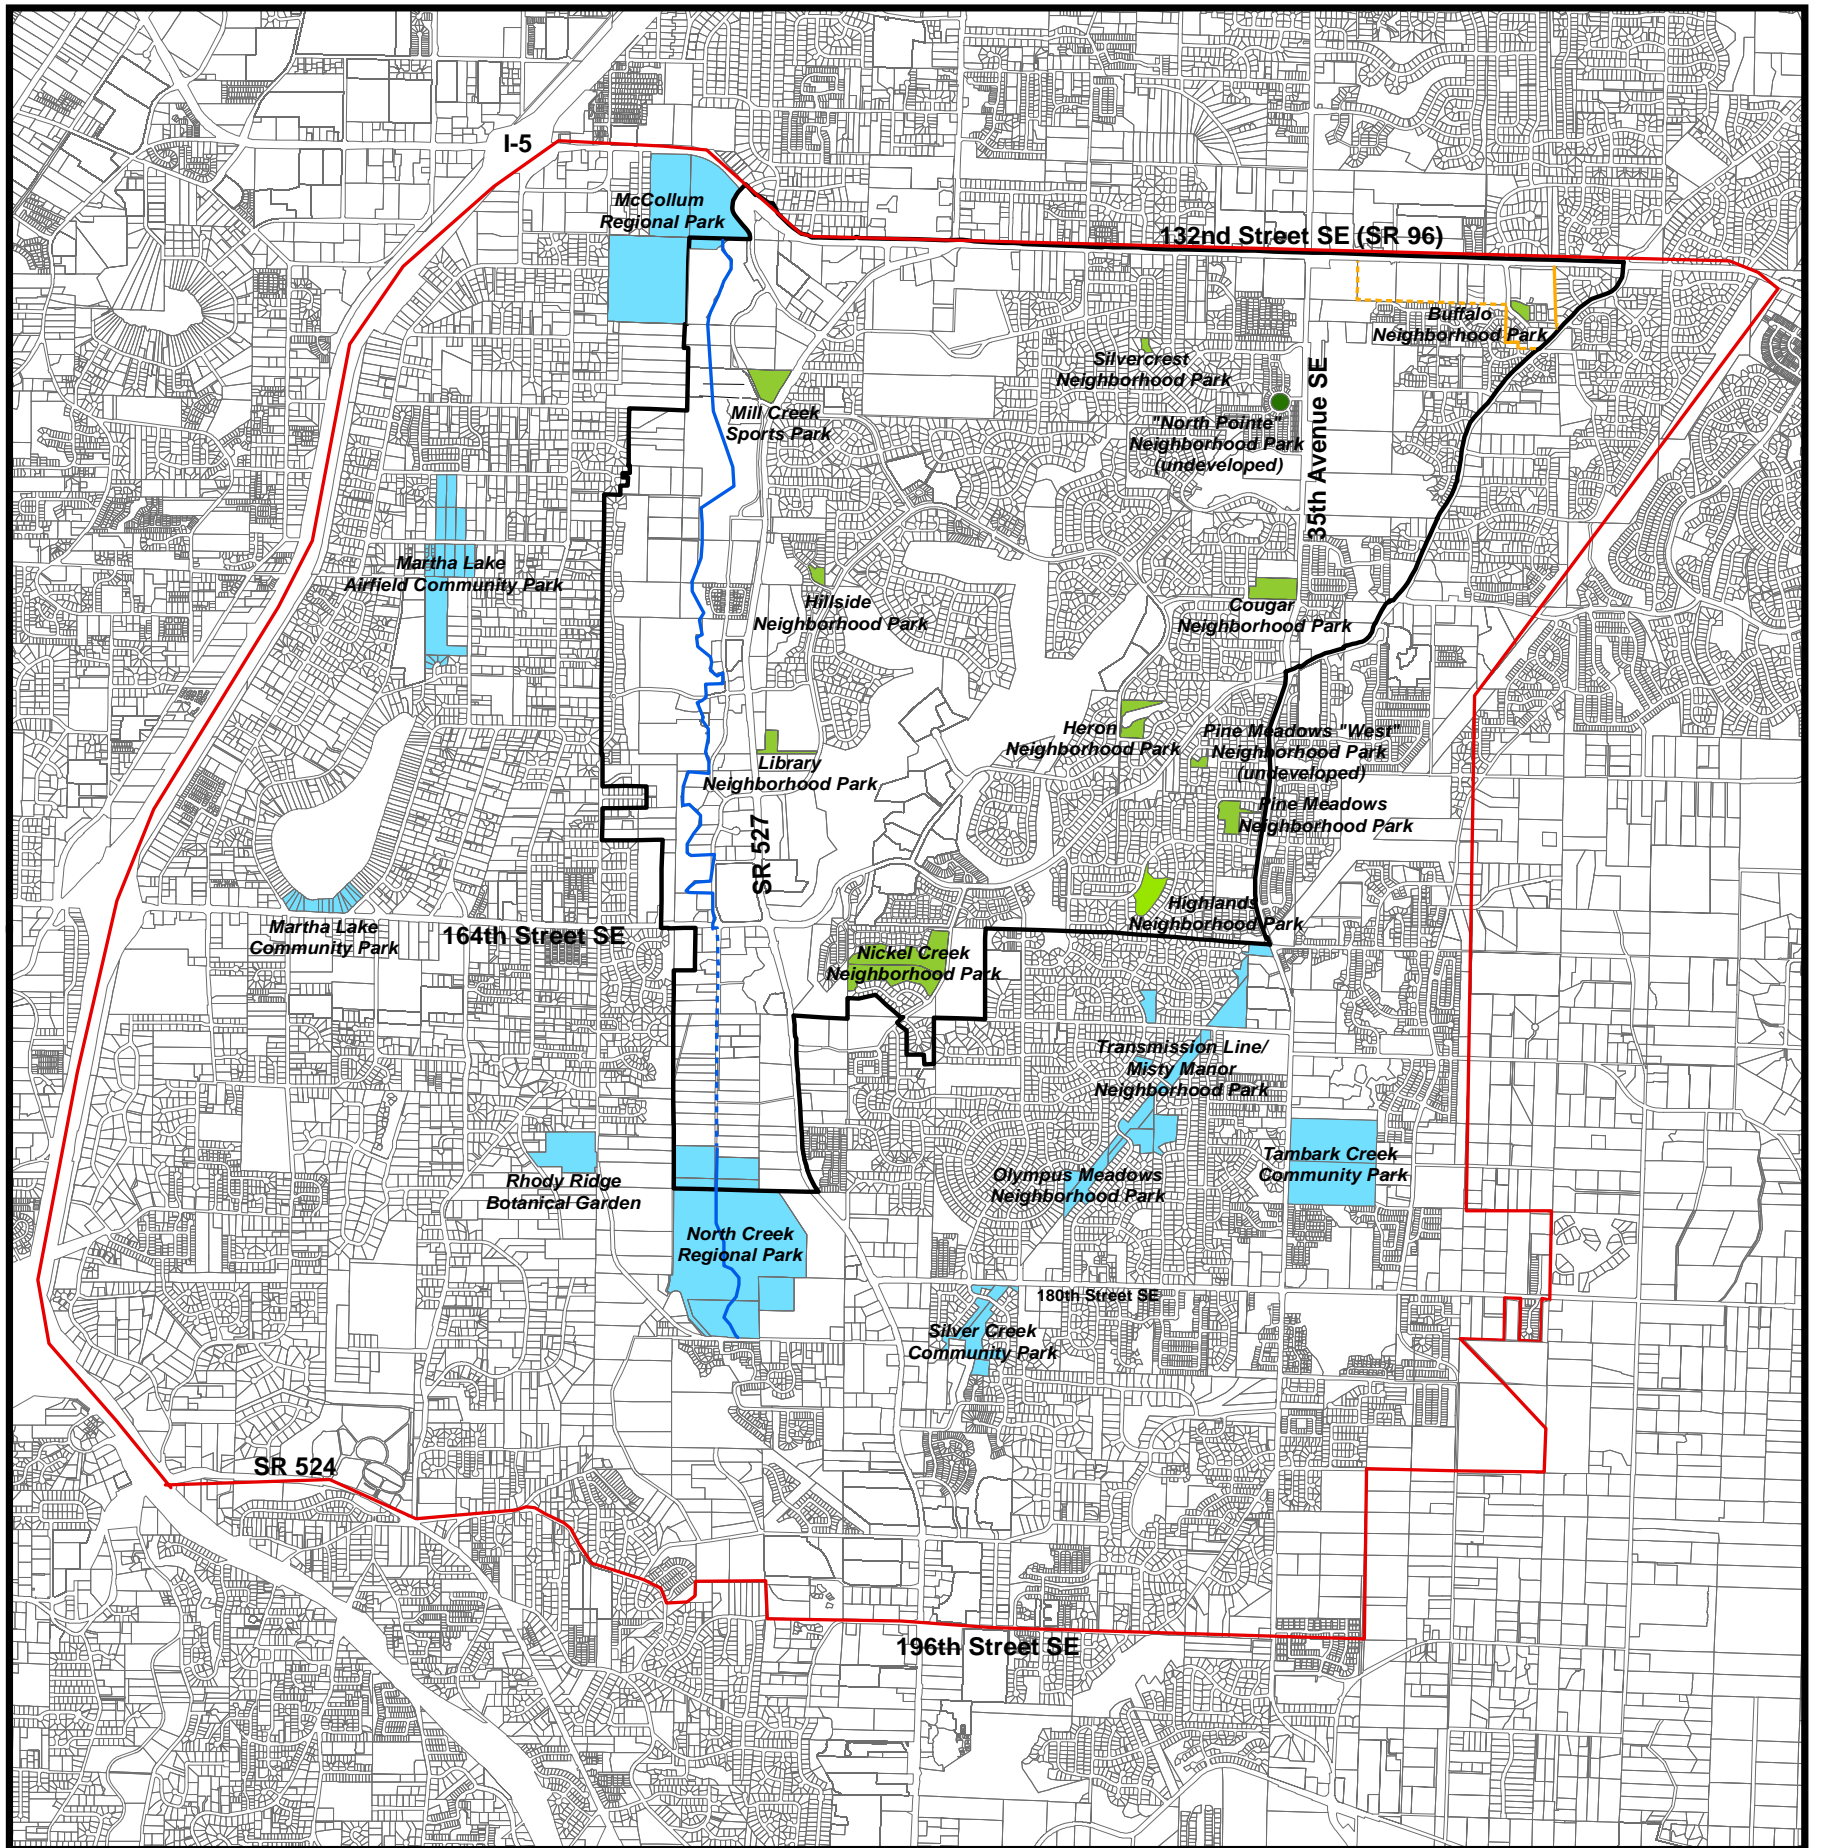 I-5
McCollum
Regional Park
132nd Street SE (SR 96)
Buffalo
Neighborhood Park
Silvercrest
Neighborhood Park
Mill Creek
Sports Park
"North Pointe"
Neighborhood Park
(undeveloped)
35th Avenue SE
Martha Lake
Airfield Community Park
Hillside
Neighborhood Park
Cougar
Neighborhood Park
Heron
Neighborhood Park
Pine Meadows "West"
Neighborhood Park
(undeveloped)
Library
Neighborhood Park
Pine Meadows
Neighborhood Park
SR 527
Highlands
Neighborhood Park
Martha Lake
Community Park
164th Street SE
Nickel Creek
Neighborhood Park
Transmission Line/
Misty Manor
Neighborhood Park
Rhody Ridge
Botanical Garden
Olympus Meadows
Neighborhood Park
Tambark Creek
Community Park
North Creek
Regional Park
180th Street SE
Silver Creek
Community Park
SR 524
196th Street SE